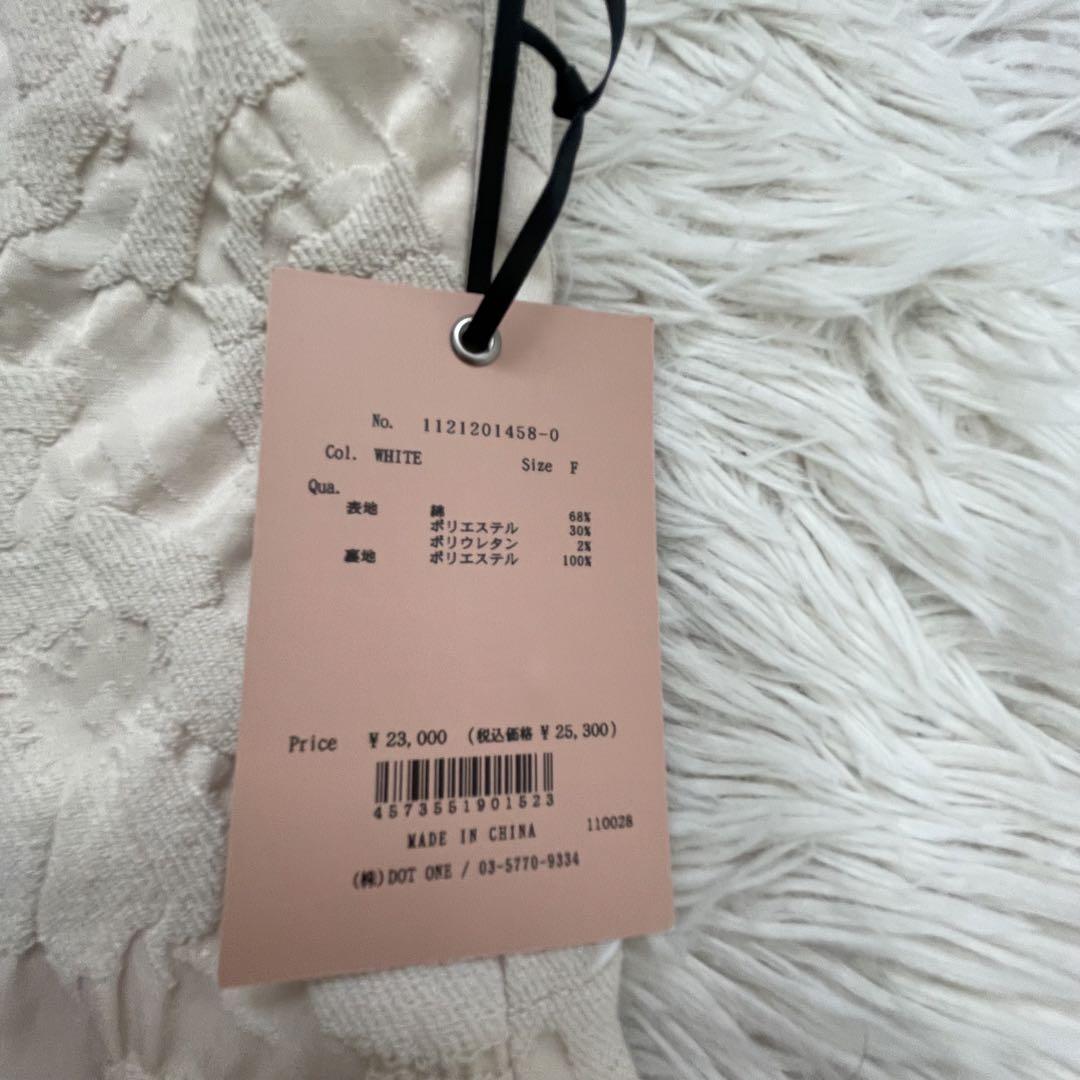 No. 1121201458-0
Col. WHITE Size F
Qua.
表地 綿 68%
ポリエステル 30%
ポリウレタン 2%
裏地 ポリエステル 100%
Price ¥ 23,000 (税込価格 ¥ 25,300)
4573551901523
MADE IN CHINA 110028
(株)DOT ONE / 03-5770-9334